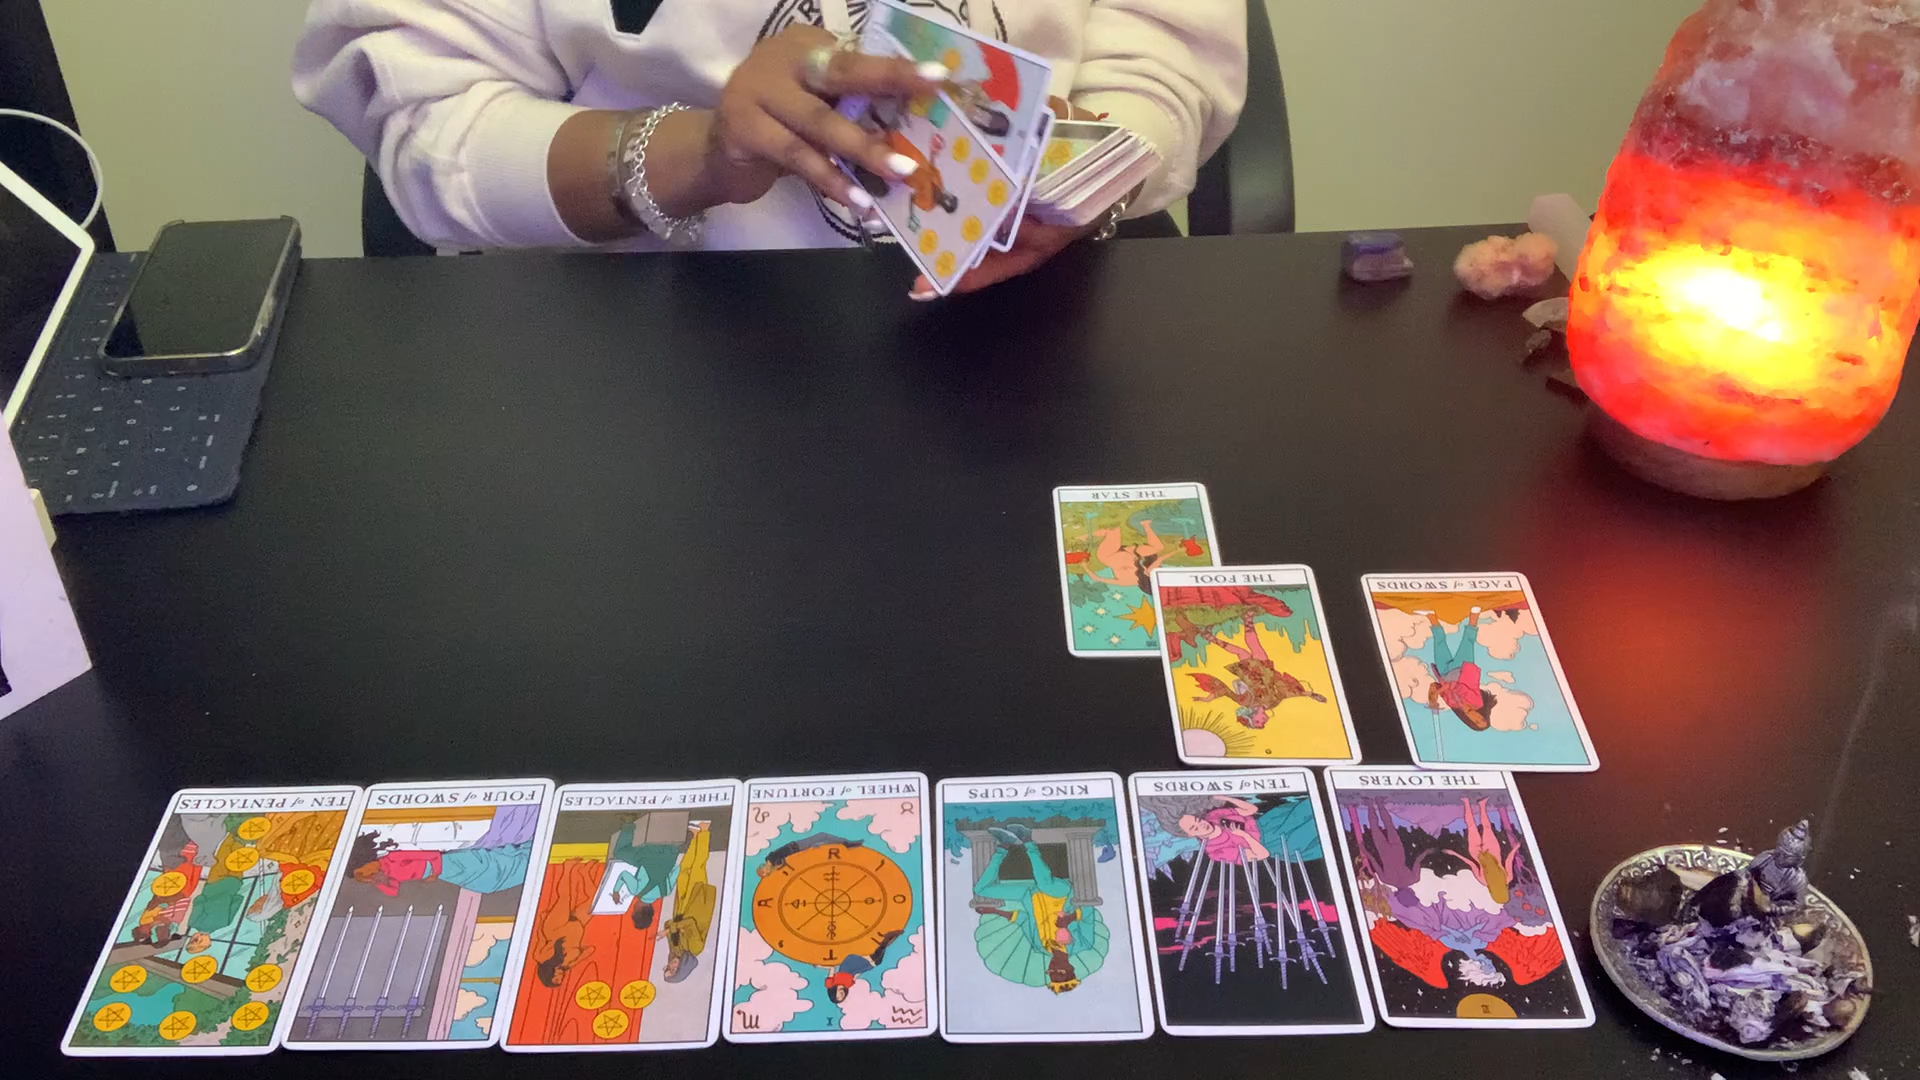 THE STAR
THE FOOL
PAGE of SWORDS
TEN of PENTACLES
FOUR of SWORDS
THREE of PENTACLES
WHEEL of FORTUNE
KING of CUPS
TEN of SWORDS
THE LOVERS